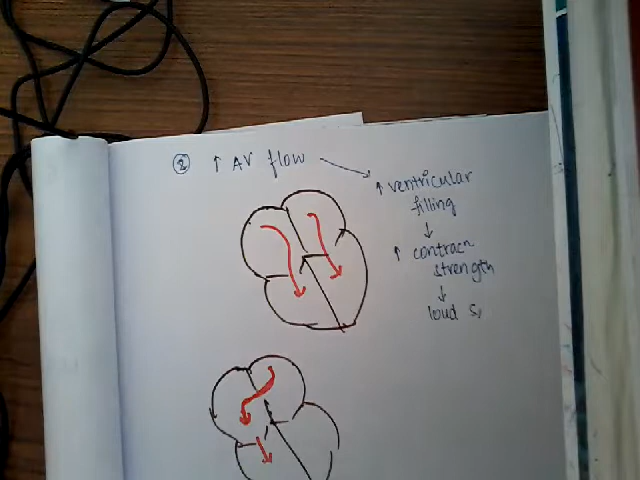 ② ↑ AV flow →
↑ ventricular
filling
↓
↑ contracn
strength
↓
loud S₁